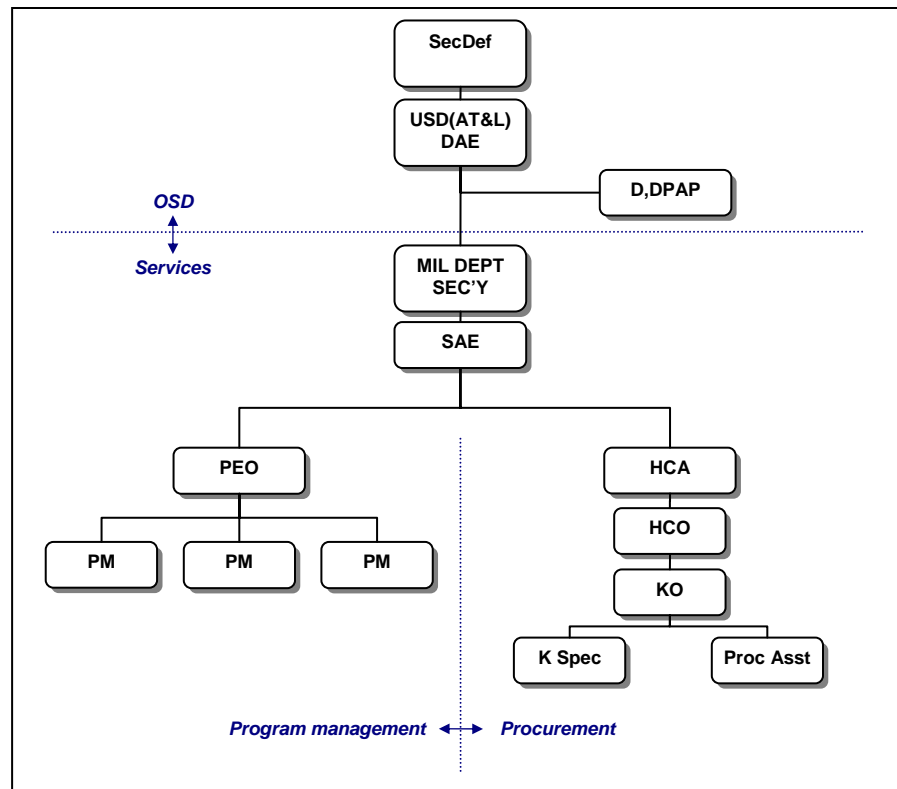 SecDef
USD(AT&L)
DAE
D,DPAP
OSD
Services
MIL DEPT
SEC’Y
SAE
PEO
HCA
PM
PM
PM
HCO
KO
K Spec
Proc Asst
Program management
Procurement